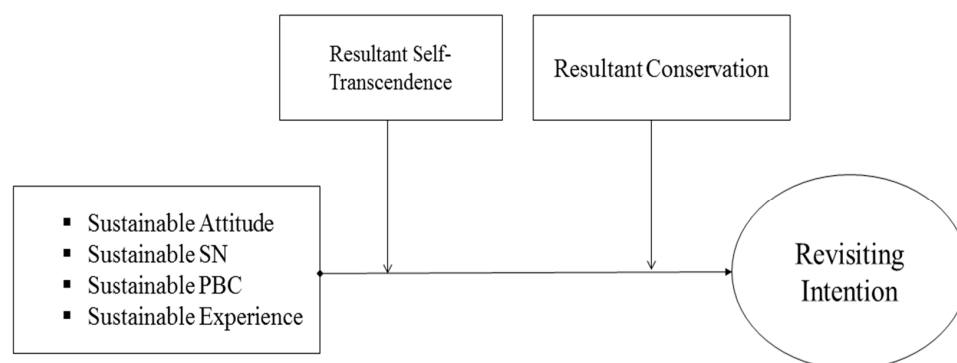 Resultant Self-
Transcendence
Resultant Conservation
▪ Sustainable Attitude
▪ Sustainable SN
▪ Sustainable PBC
▪ Sustainable Experience
Revisiting
Intention